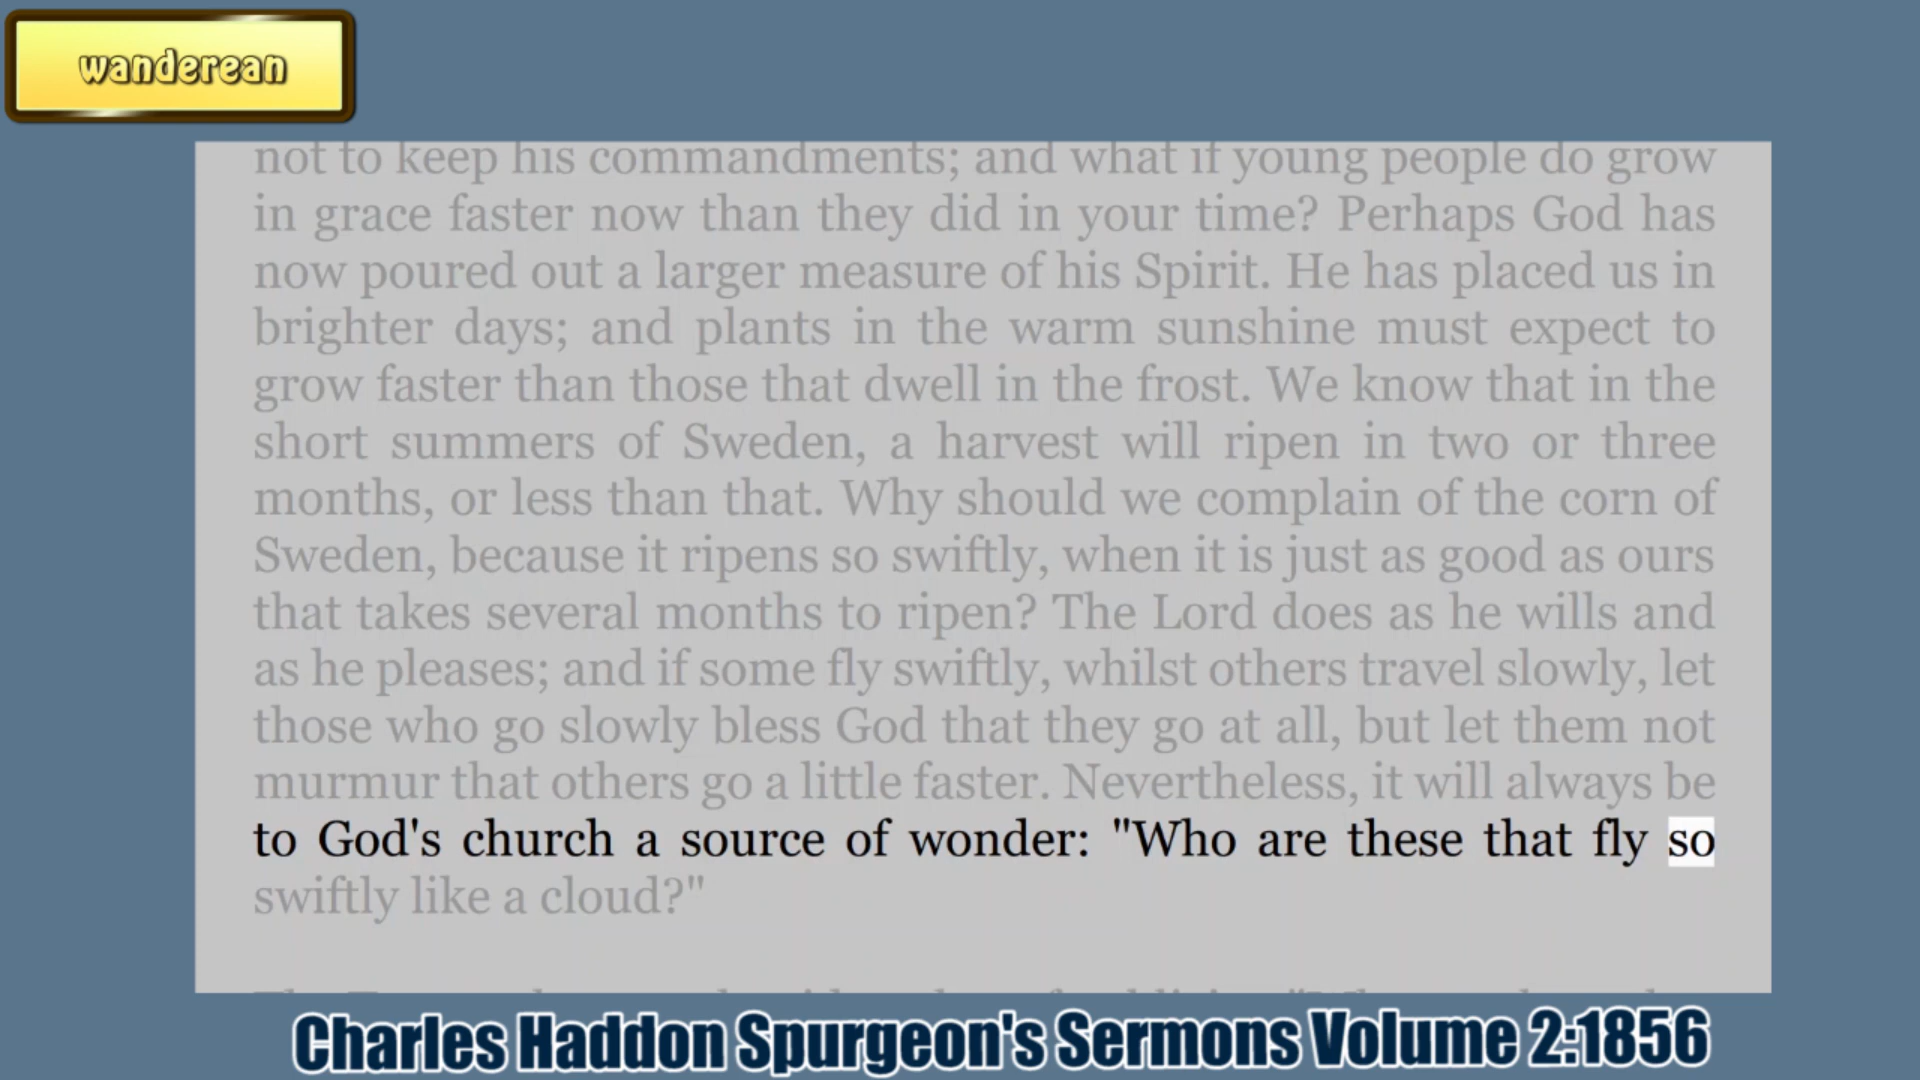 wanderean
not to keep his commandments; and what if young people do grow
in grace faster now than they did in your time? Perhaps God has
now poured out a larger measure of his Spirit. He has placed us in
brighter days; and plants in the warm sunshine must expect to
grow faster than those that dwell in the frost. We know that in the
short summers of Sweden, a harvest will ripen in two or three
months, or less than that. Why should we complain of the corn of
Sweden, because it ripens so swiftly, when it is just as good as ours
that takes several months to ripen? The Lord does as he wills and
as he pleases; and if some fly swiftly, whilst others travel slowly, let
those who go slowly bless God that they go at all, but let them not
murmur that others go a little faster. Nevertheless, it will always be
to God's church a source of wonder: "Who are these that fly so
swiftly like a cloud?"
Charles Haddon Spurgeon's Sermons Volume 2:1856